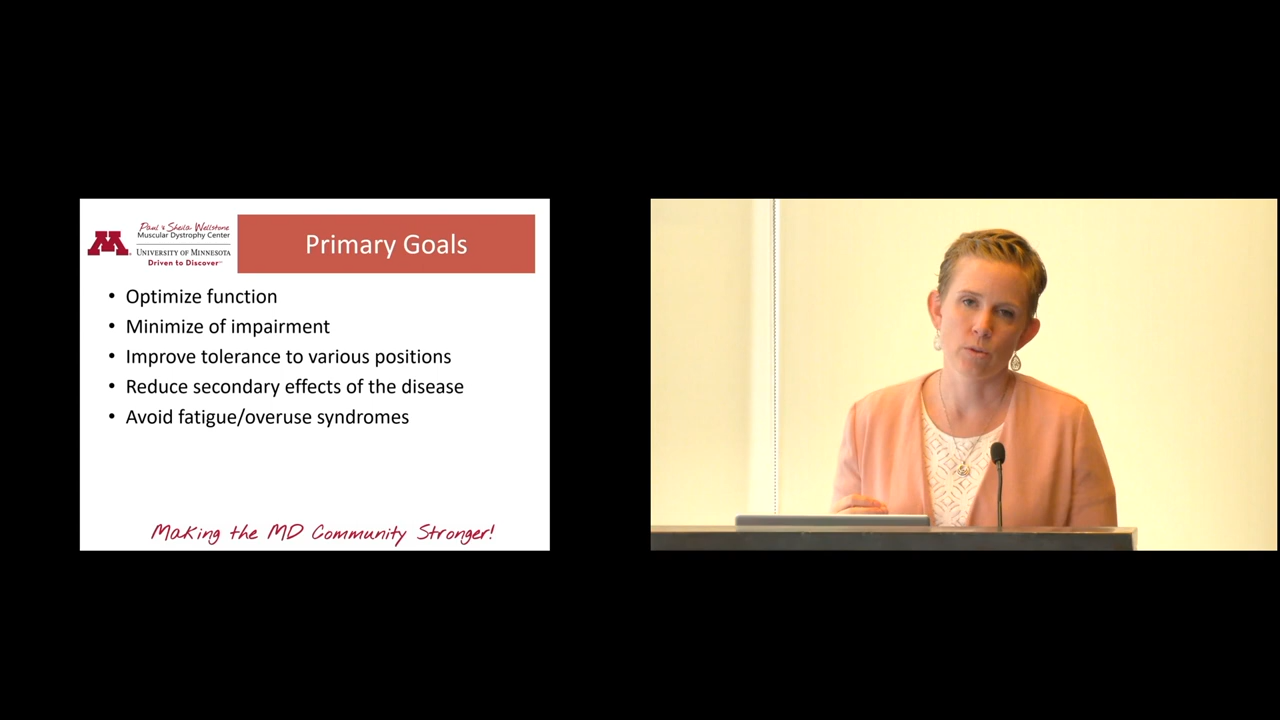 Paul & Sheila Wellstone
Muscular Dystrophy Center
UNIVERSITY OF MINNESOTA
Driven to Discover
Primary Goals
• Optimize function
• Minimize of impairment
• Improve tolerance to various positions
• Reduce secondary effects of the disease
• Avoid fatigue/overuse syndromes
Making the MD Community Stronger!